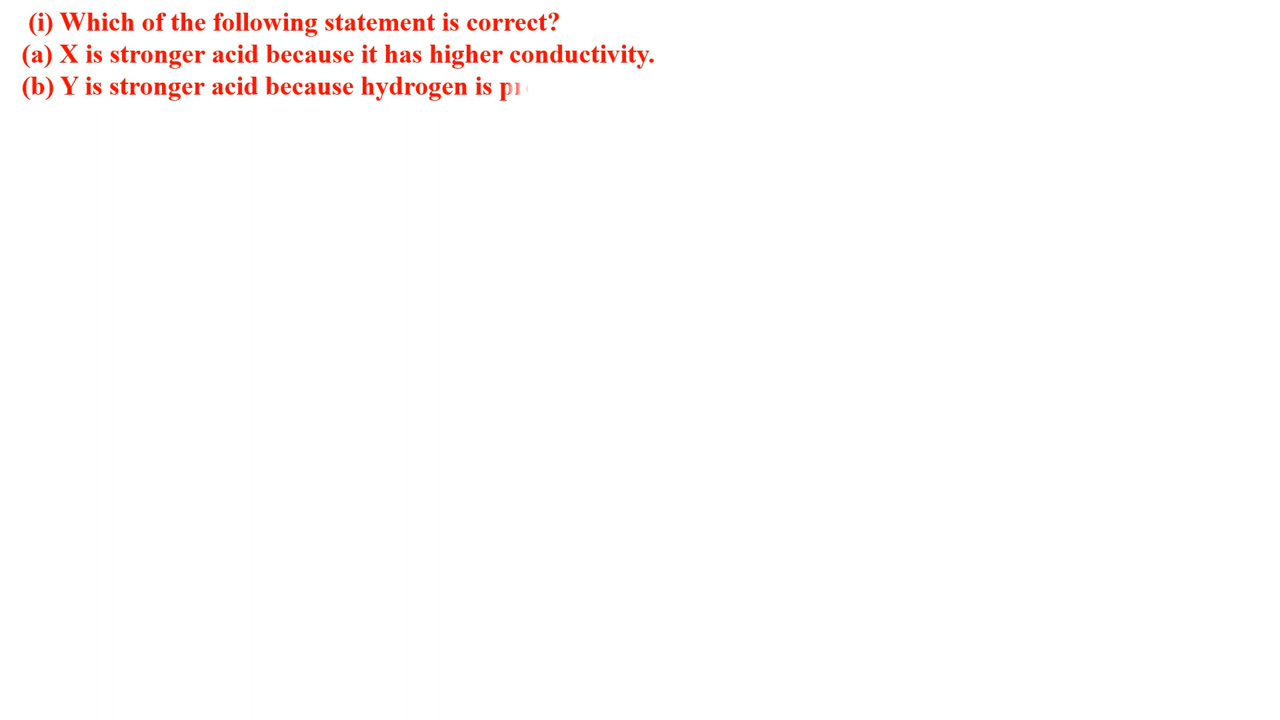 (i) Which of the following statement is correct?
(a) X is stronger acid because it has higher conductivity.
(b) Y is stronger acid because hydrogen is